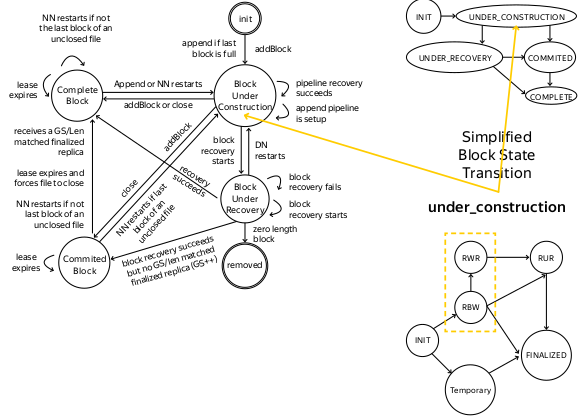 init
NN restarts if not
the last block of an
unclosed file
append if last
block is full
addBlock
lease
expires
Complete
Block
Append or NN restarts
addBlock or close
Block
Under
Construction
pipeline recovery
succeeds
append pipeline
is setup
receives a GS/Len
matched finalized
replica
lease expires and
forces file to close
NN restarts if not
last block of an
unclosed file
close
addBlock
NN restarts if last
block of an
unclosed file
recovery
succeeds
block
recovery
starts
DN
restarts
Block
Under
Recovery
block
recovery fails
block
recovery starts
zero length
block
removed
lease
expires
Commited
Block
block recovery succeeds
but no GS/len matched
finalized replica (GS++)
INIT
UNDER_CONSTRUCTION
UNDER_RECOVERY
COMMITED
COMPLETE
Simplified
Block State
Transition
under_construction
RWR
RUR
RBW
INIT
FINALIZED
Temporary